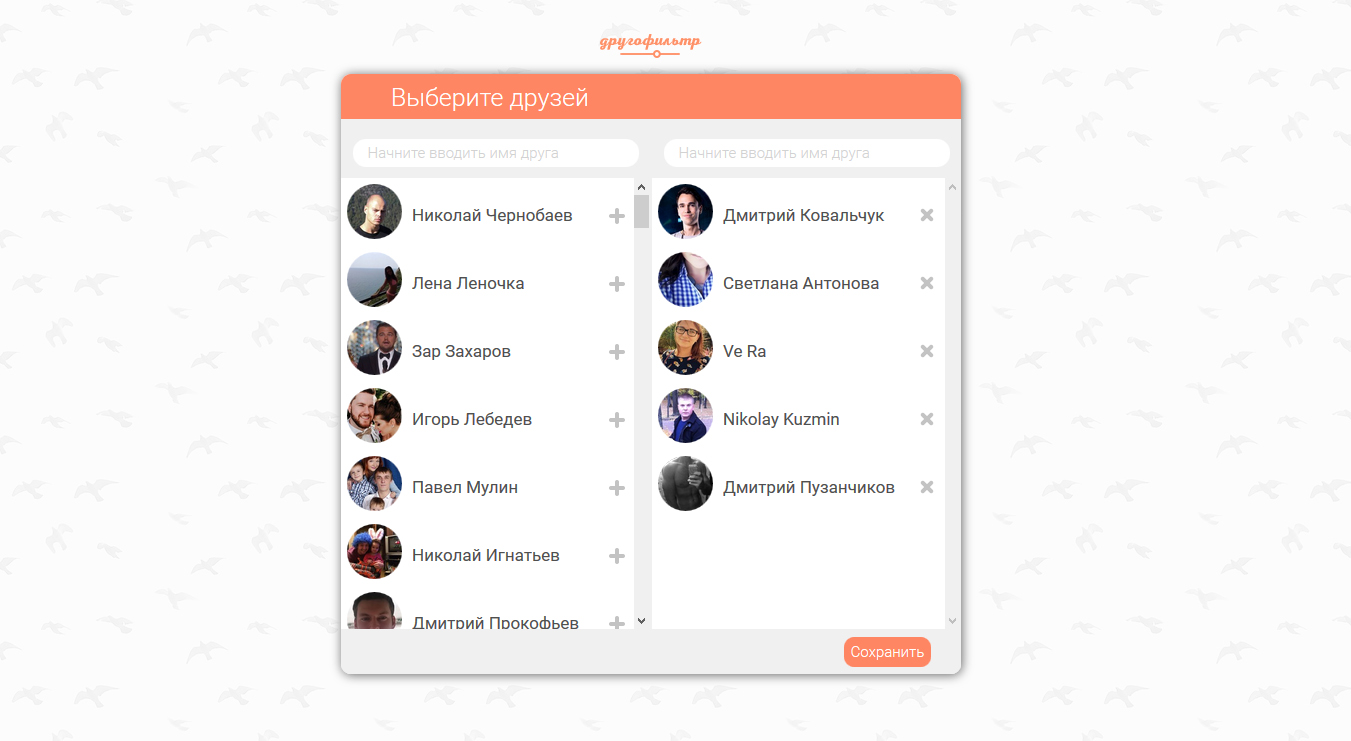 другофильтр
Выберите друзей
Начните вводить имя друга
Начните вводить имя друга
Николай Чернобаев
Лена Леночка
Зар Захаров
Игорь Лебедев
Павел Мулин
Николай Игнатьев
Дмитрий Прокофьев
Дмитрий Ковальчук
Светлана Антонова
Ve Ra
Nikolay Kuzmin
Дмитрий Пузанчиков
Сохранить